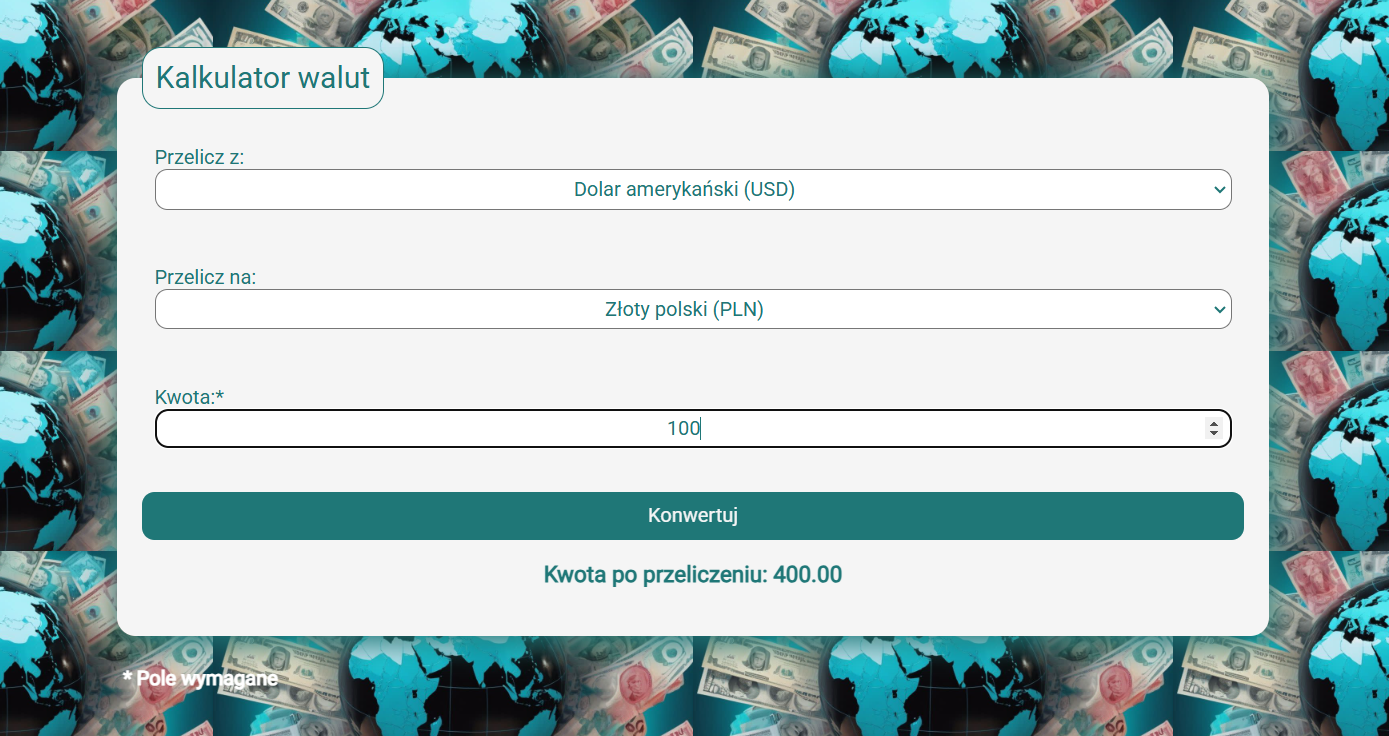 Kalkulator walut
Przelicz z:
Dolar amerykański (USD)
Przelicz na:
Złoty polski (PLN)
Kwota:*
100
Konwertuj
Kwota po przeliczeniu: 400.00
* Pole wymagane